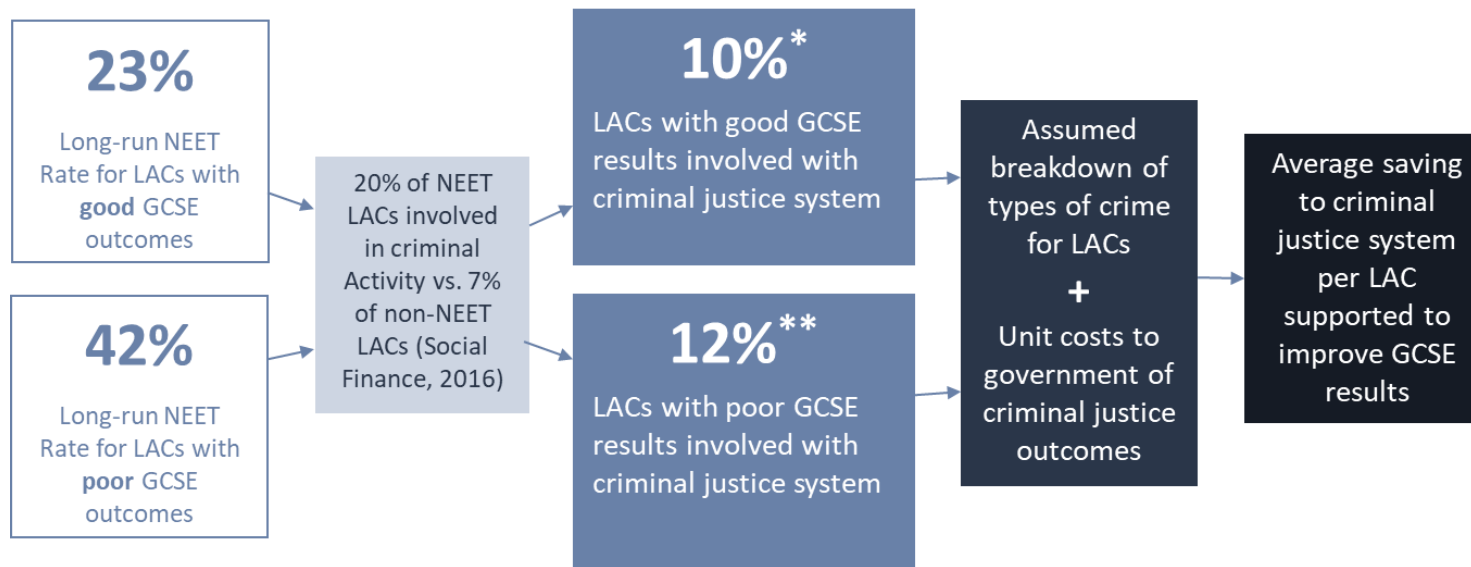 23%
Long-run NEET
Rate for LACs with
good GCSE
outcomes
42%
Long-run NEET
Rate for LACs with
poor GCSE
outcomes
20% of NEET
LACs involved
in criminal
Activity vs. 7%
of non-NEET
LACs (Social
Finance, 2016)
10%*
LACs with good GCSE
results involved with
criminal justice system
12%**
LACs with poor GCSE
results involved with
criminal justice system
Assumed
breakdown of
types of crime
for LACs
+
Unit costs to
government of
criminal justice
outcomes
Average saving
to criminal
justice system
per LAC
supported to
improve GCSE
results